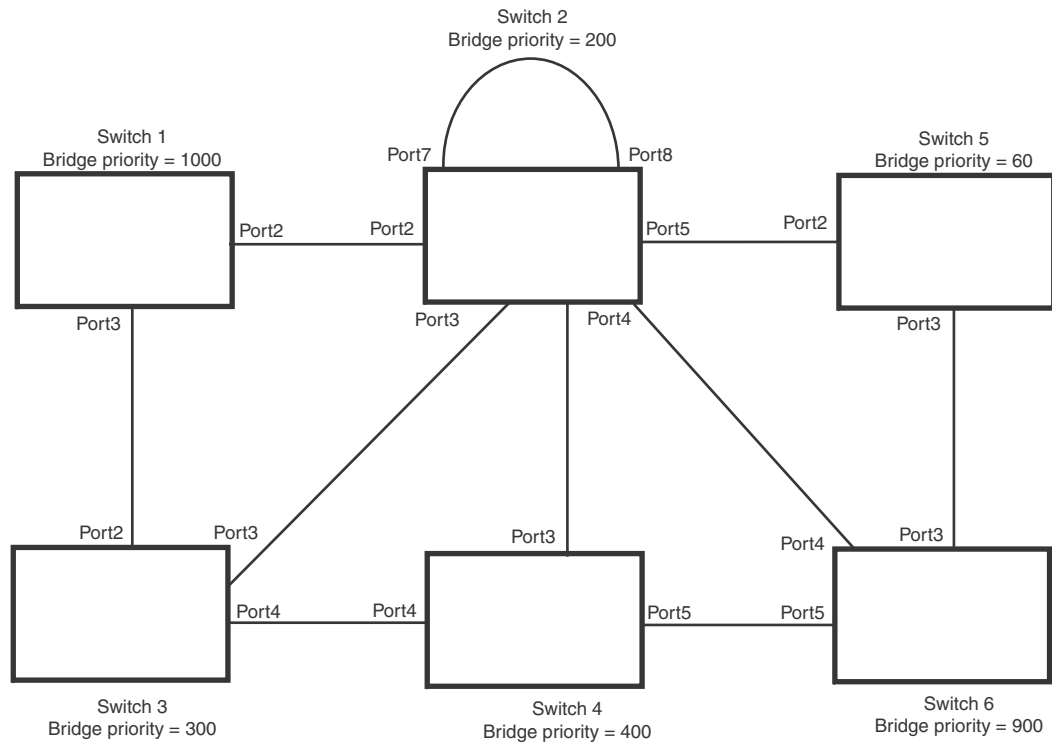 Switch 2
Bridge priority = 200
Switch 1
Bridge priority = 1000
Port7
Port8
Switch 5
Bridge priority = 60
Port2
Port2
Port5
Port2
Port3
Port3
Port4
Port3
Port2
Port3
Port3
Port4
Port3
Port4
Port4
Port5
Port5
Switch 3
Bridge priority = 300
Switch 4
Bridge priority = 400
Switch 6
Bridge priority = 900